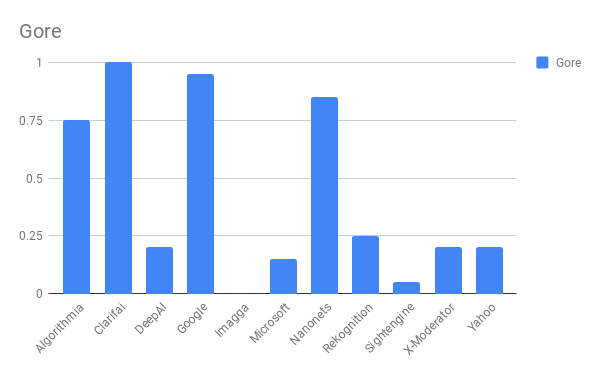 Gore
Gore
1
0.75
0.5
0.25
0
Algorithmia
Clarifai
DeepAI
Google
Imagga
Microsoft
Nanonets
Rekognition
Sightengine
X-Moderator
Yahoo